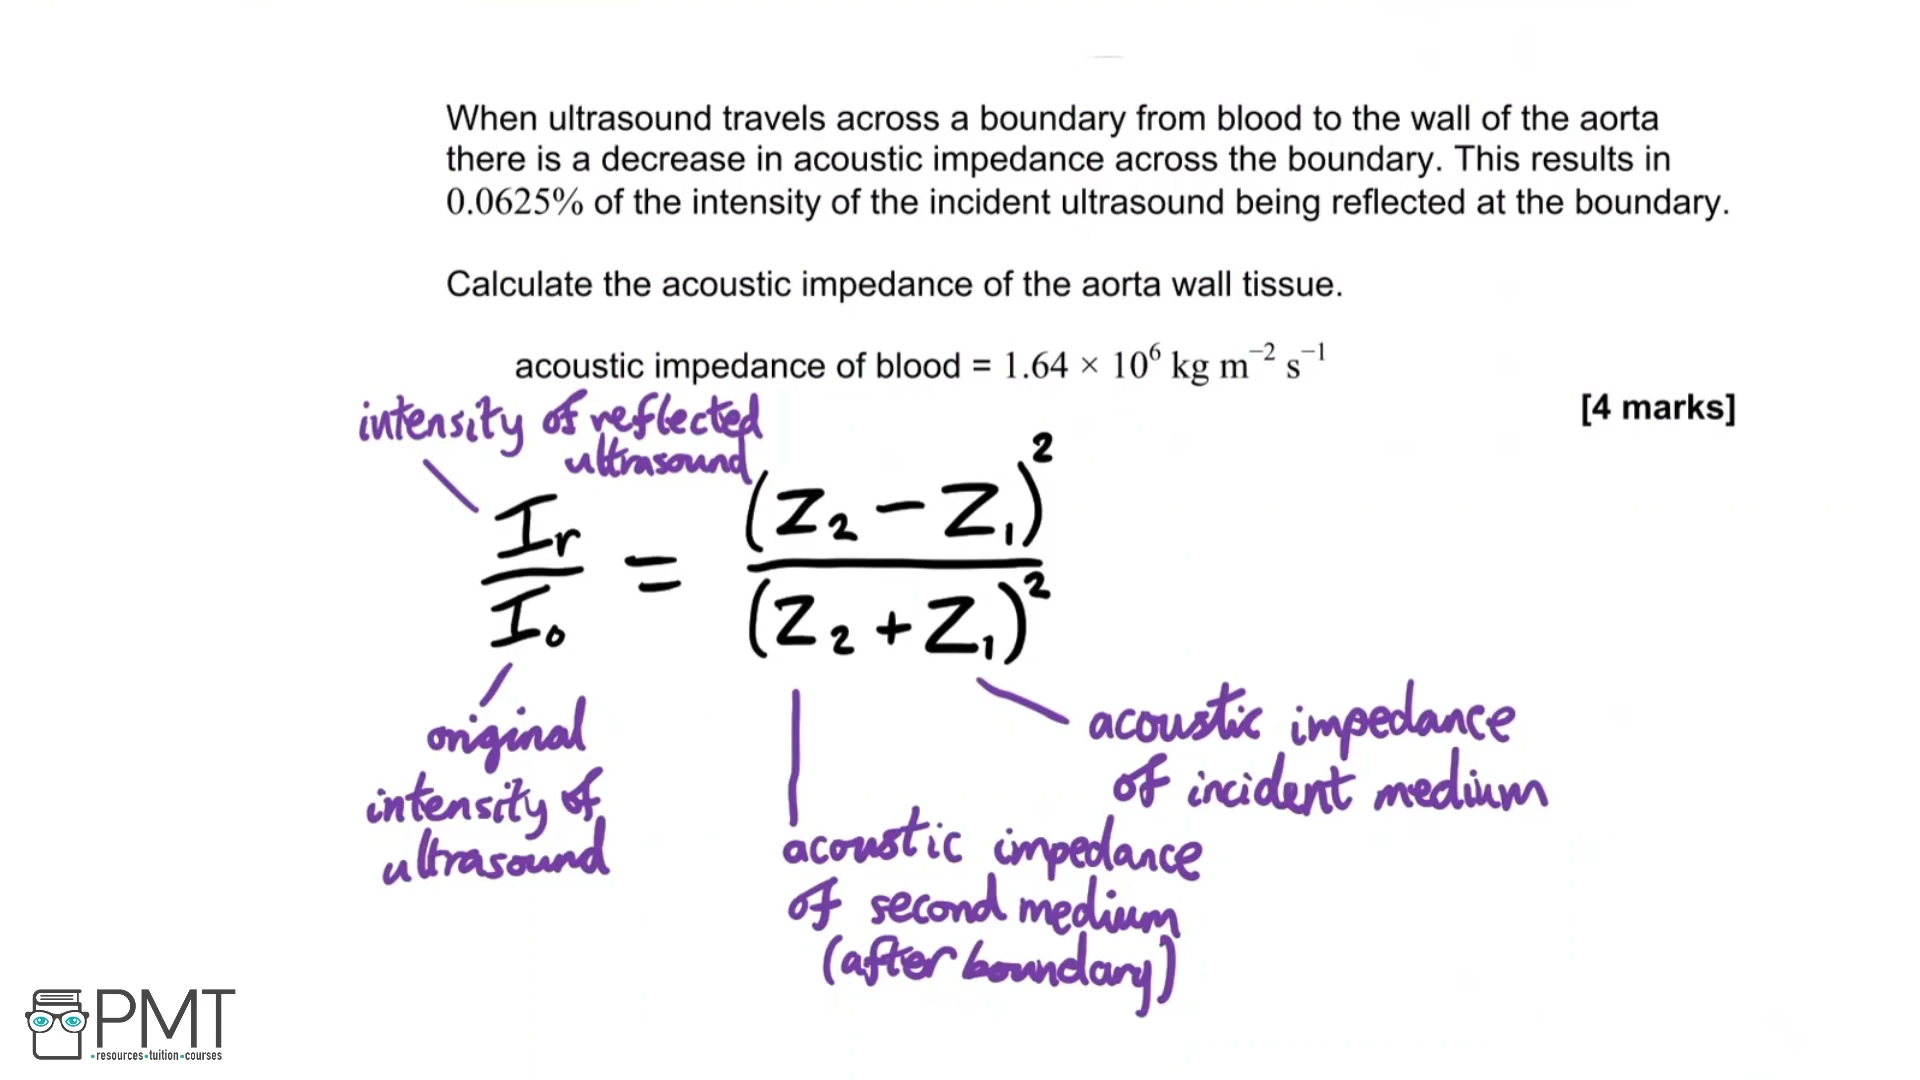 When ultrasound travels across a boundary from blood to the wall of the aorta
there is a decrease in acoustic impedance across the boundary. This results in
0.0625% of the intensity of the incident ultrasound being reflected at the boundary.
Calculate the acoustic impedance of the aorta wall tissue.
acoustic impedance of blood = 1.64 × 10⁶ kg m⁻² s⁻¹
[4 marks]
intensity of reflected
ultrasound
Ir/I₀ = (Z₂ − Z₁)²/(Z₂ + Z₁)²
original
intensity of
ultrasound
acoustic impedance
of incident medium
acoustic impedance
of second medium
(after boundary)
PMT
•resources•tuition•courses